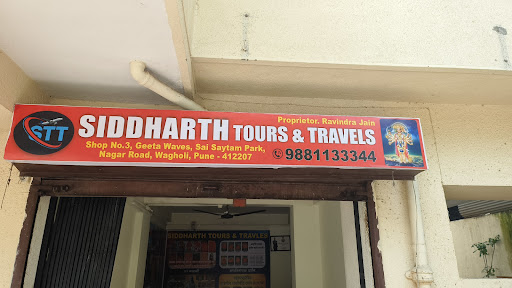 STT
Proprietor. Ravindra Jain
SIDDHARTH TOURS & TRAVELS
Shop No.3, Geeta Waves, Sai Saytam Park,
Nagar Road, Wagholi, Pune - 412207
9881133344
SIDDHARTH TOURS & TRAVLES